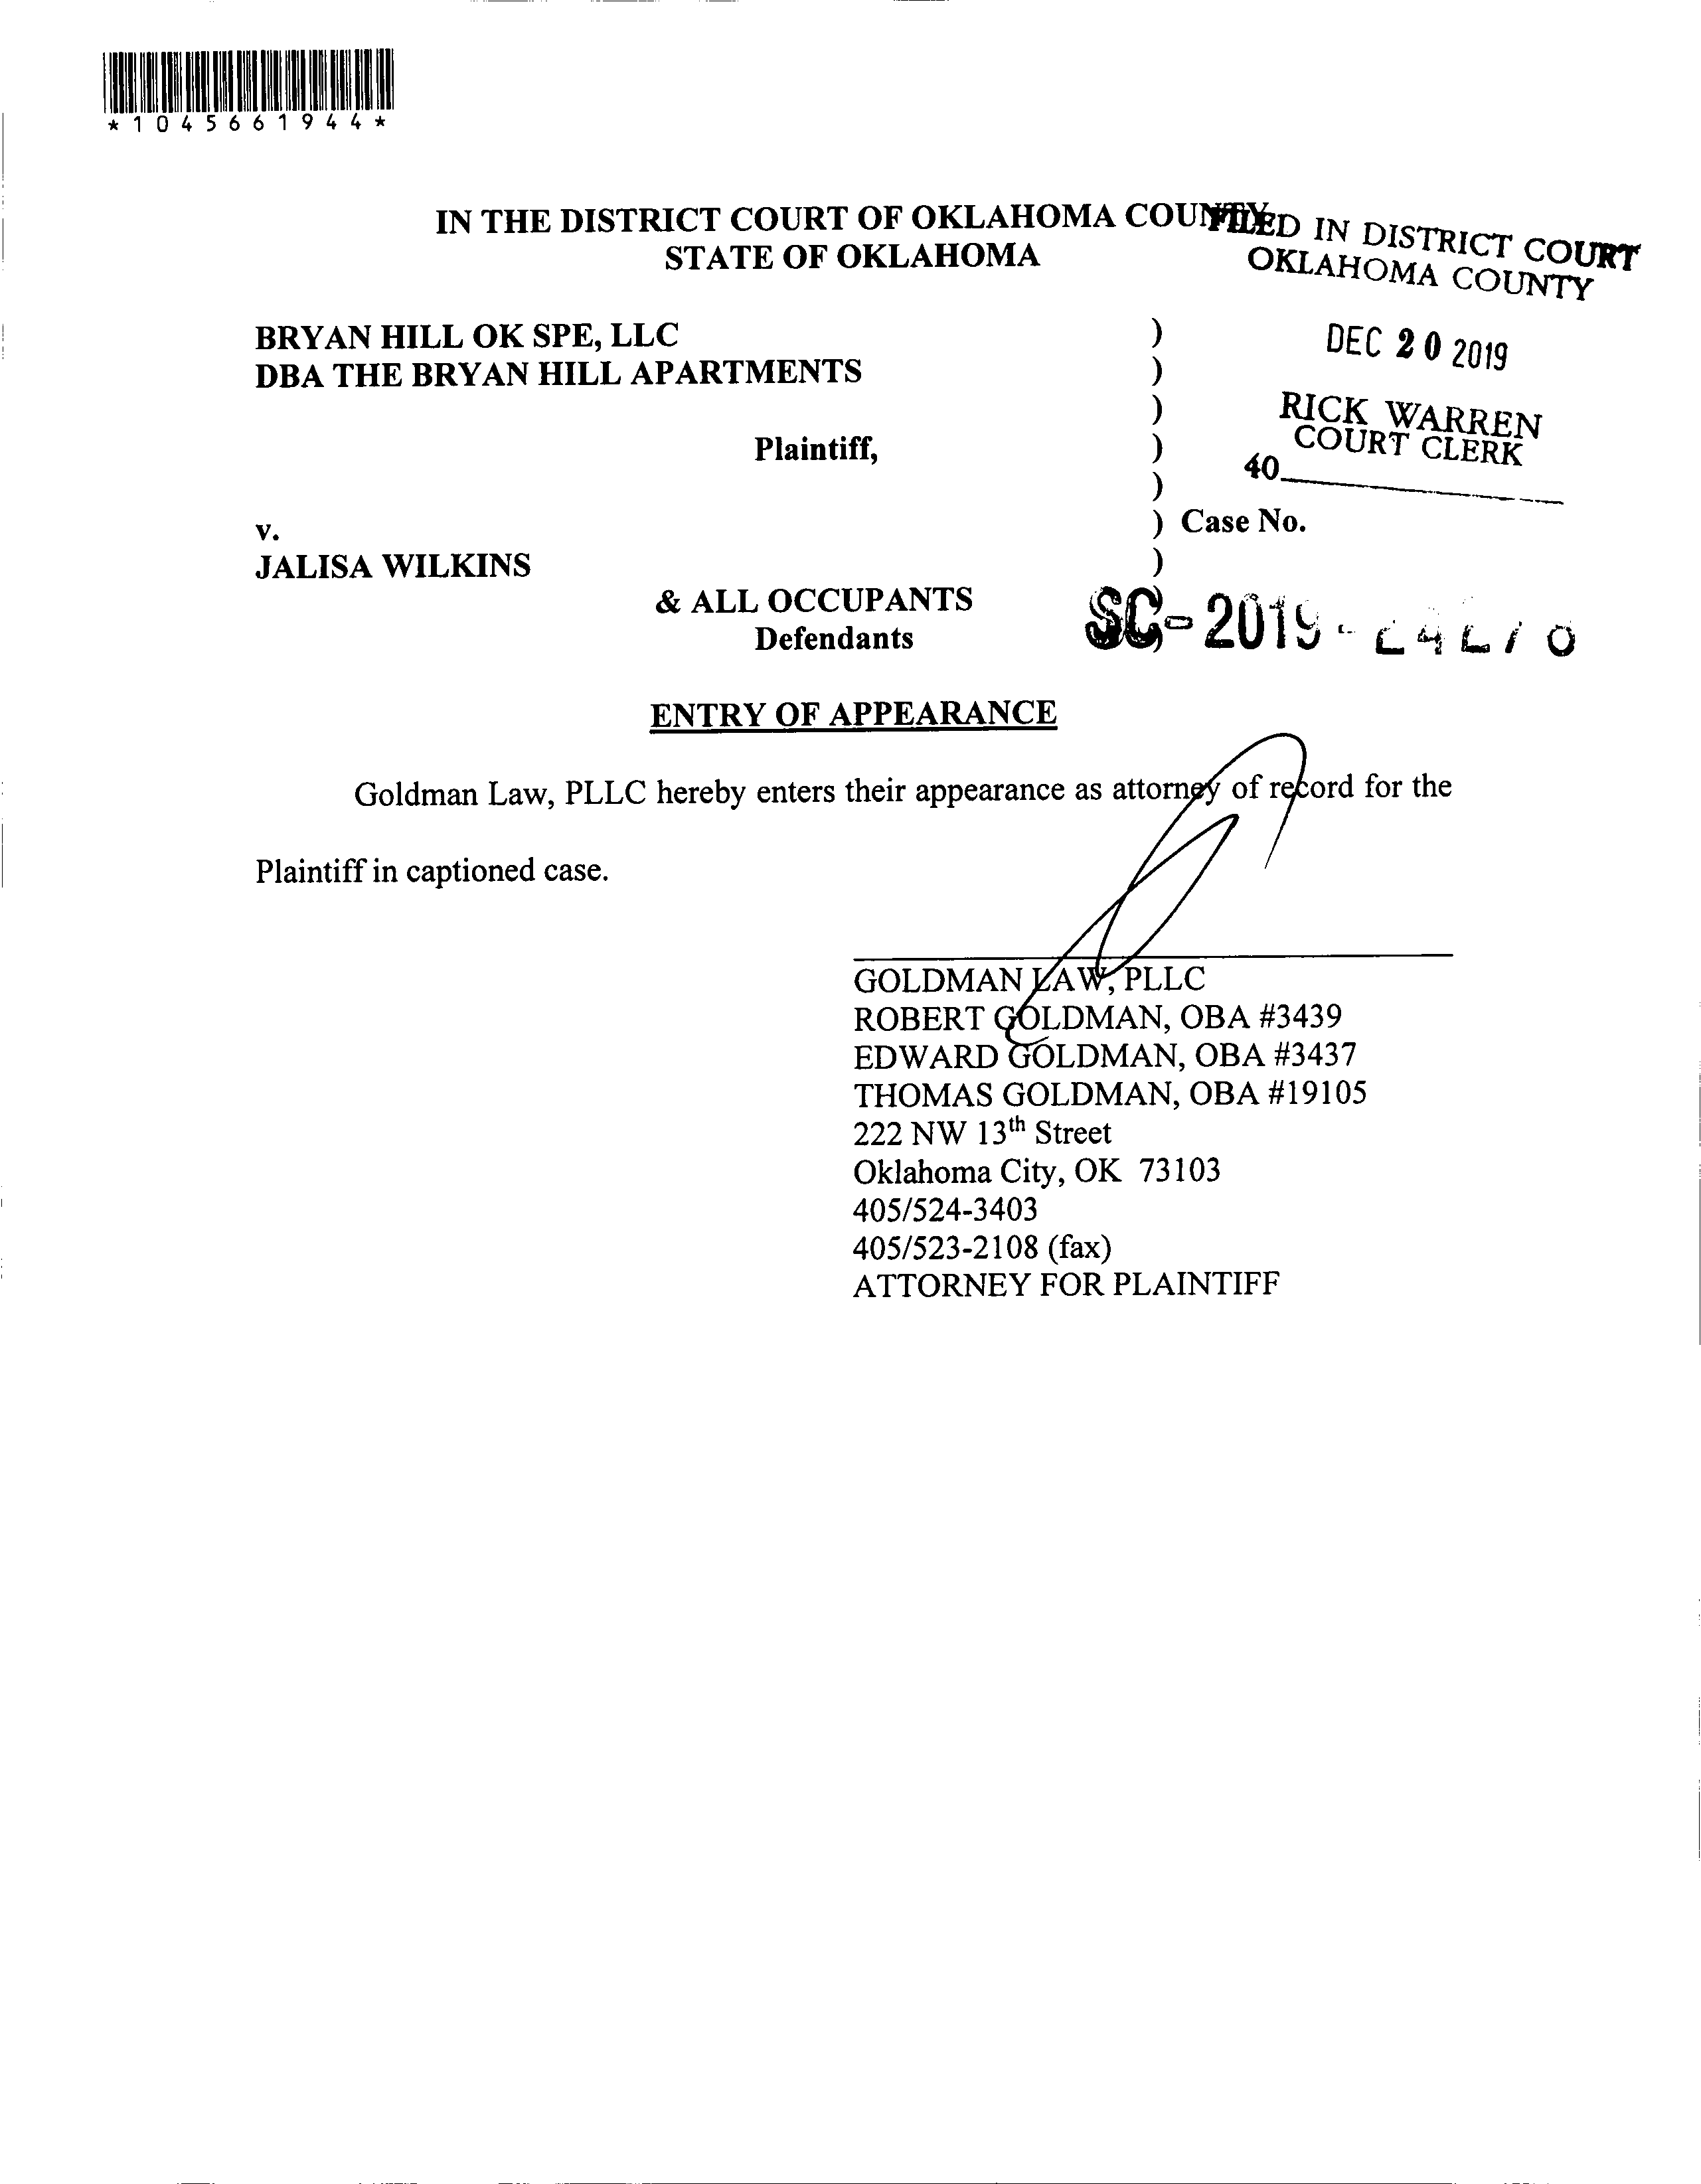 *1045661944*
IN THE DISTRICT COURT OF OKLAHOMA COUNTY
STATE OF OKLAHOMA
FILED IN DISTRICT COURT
OKLAHOMA COUNTY
DEC 20 2019
RICK WARREN
COURT CLERK
40
BRYAN HILL OK SPE, LLC )
DBA THE BRYAN HILL APARTMENTS )
)
Plaintiff, )
)
v. ) Case No.
JALISA WILKINS )
& ALL OCCUPANTS )
Defendants )
SC-2019-
ENTRY OF APPEARANCE
Goldman Law, PLLC hereby enters their appearance as attorney of record for the
Plaintiff in captioned case.
GOLDMAN LAW, PLLC
ROBERT GOLDMAN, OBA #3439
EDWARD GOLDMAN, OBA #3437
THOMAS GOLDMAN, OBA #19105
222 NW 13th Street
Oklahoma City, OK 73103
405/524-3403
405/523-2108 (fax)
ATTORNEY FOR PLAINTIFF